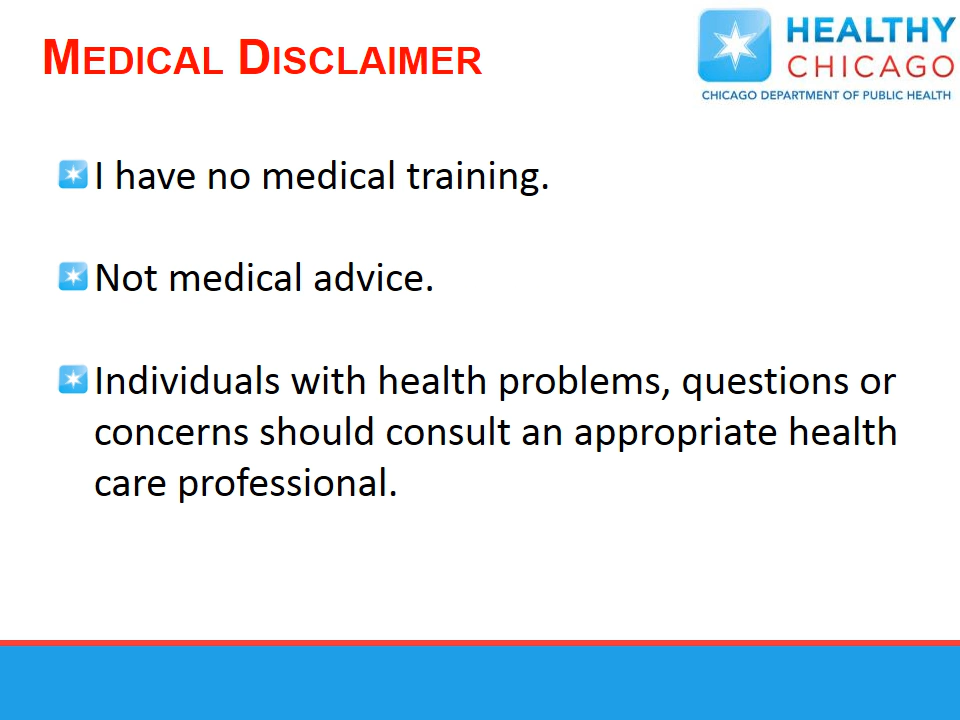 MEDICAL DISCLAIMER
HEALTHY
CHICAGO
CHICAGO DEPARTMENT OF PUBLIC HEALTH
I have no medical training.
Not medical advice.
Individuals with health problems, questions or
concerns should consult an appropriate health
care professional.